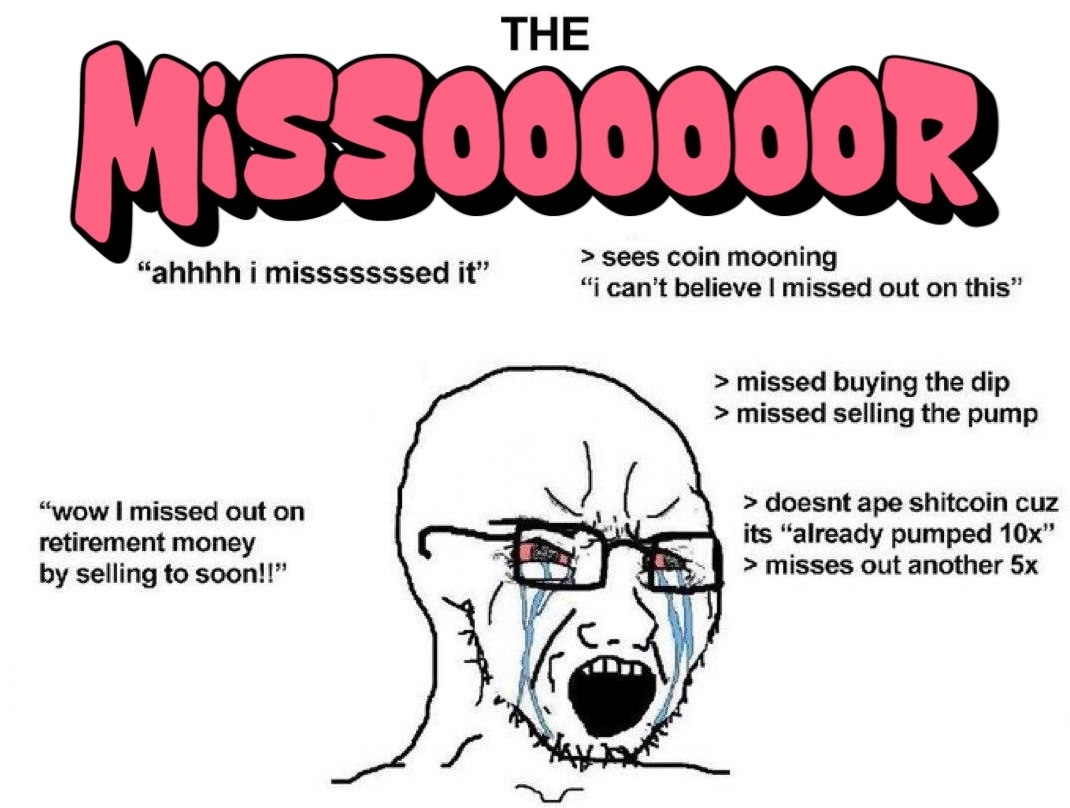 THE
MiSSOOOOOOR
“ahhhh i missssssssed it”
> sees coin mooning
“i can’t believe I missed out on this”
> missed buying the dip
> missed selling the pump
“wow I missed out on
retirement money
by selling to soon!!”
> doesnt ape shitcoin cuz
its “already pumped 10x”
> misses out another 5x